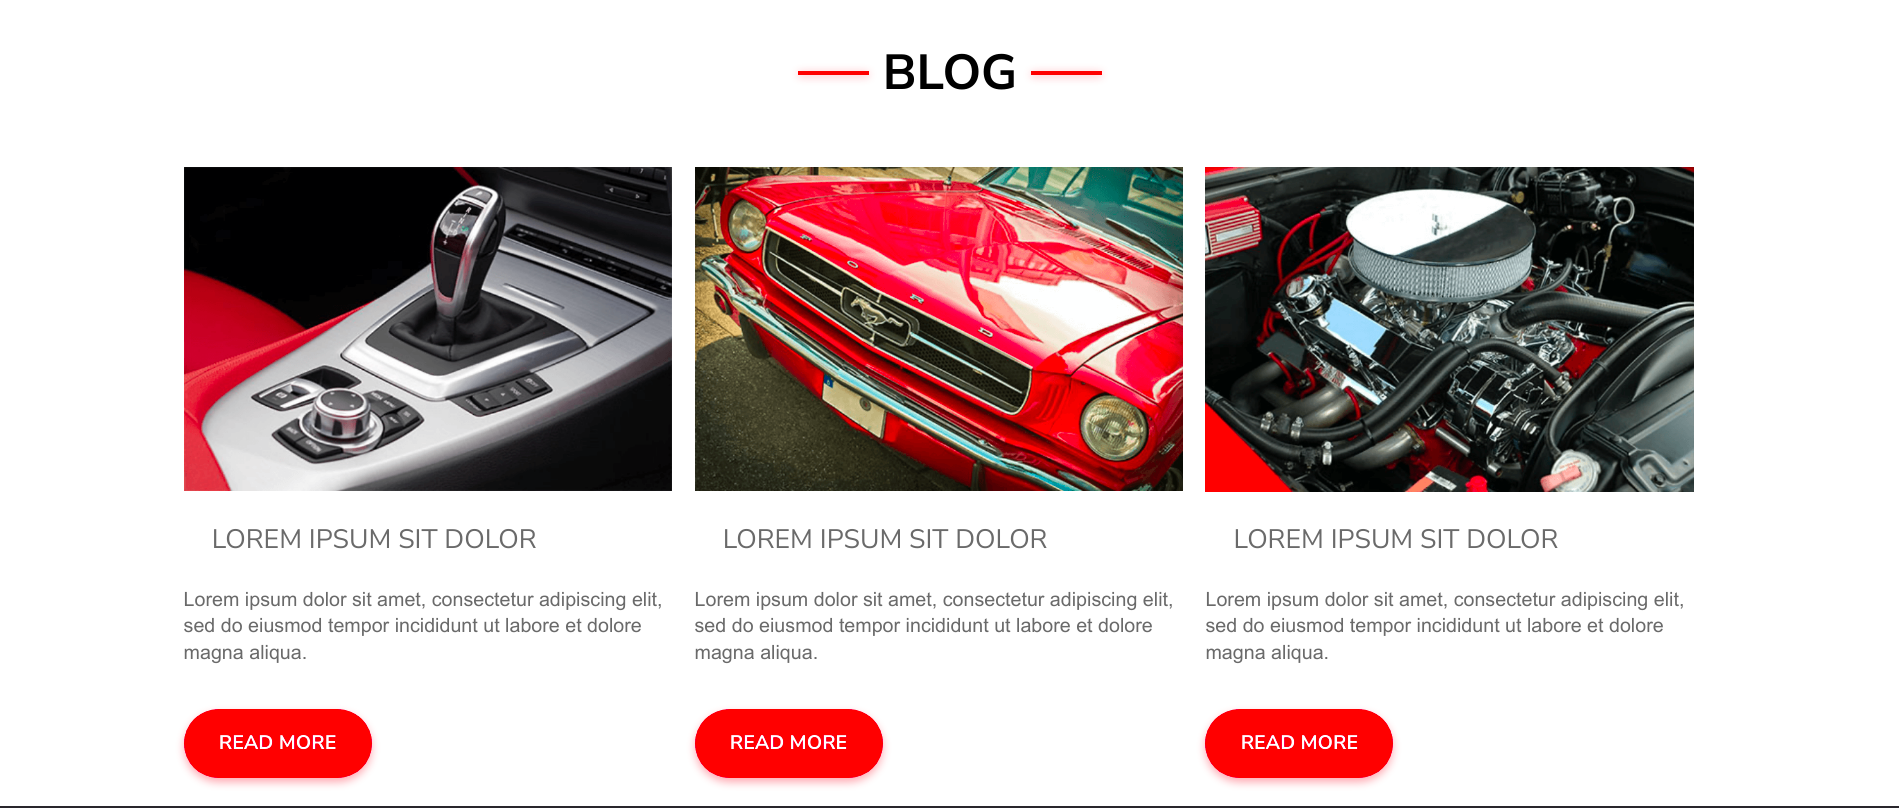 BLOG
F O R D
LOREM IPSUM SIT DOLOR
Lorem ipsum dolor sit amet, consectetur adipiscing elit,
sed do eiusmod tempor incididunt ut labore et dolore
magna aliqua.
READ MORE
LOREM IPSUM SIT DOLOR
Lorem ipsum dolor sit amet, consectetur adipiscing elit,
sed do eiusmod tempor incididunt ut labore et dolore
magna aliqua.
READ MORE
LOREM IPSUM SIT DOLOR
Lorem ipsum dolor sit amet, consectetur adipiscing elit,
sed do eiusmod tempor incididunt ut labore et dolore
magna aliqua.
READ MORE